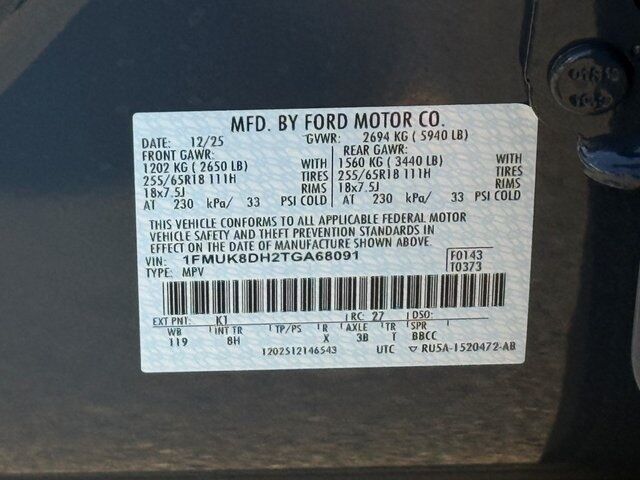 MFD. BY FORD MOTOR CO.
DATE: 12/25 GVWR: 2694 KG ( 5940 LB)
FRONT GAWR: REAR GAWR:
1202 KG ( 2650 LB) 1560 KG ( 3440 LB)
255/65R18 111H TIRES 255/65R18 111H TIRES
18x7.5J RIMS 18x7.5J RIMS
AT 230 kPa/ 33 PSI COLD AT 230 kPa/ 33 PSI COLD
THIS VEHICLE CONFORMS TO ALL APPLICABLE FEDERAL MOTOR
VEHICLE SAFETY AND THEFT PREVENTION STANDARDS IN
EFFECT ON THE DATE OF MANUFACTURE SHOWN ABOVE.
VIN: 1FMUK8DH2TGA68091 F0143
TYPE: MPV T0373
EXT PNT: K1 RC: 27 DSO:
WB INT TR TP/PS R AXLE TR SPR
119 8H X 3B T BBCC
1202512146543 UTC ▽ RU5A-1520472-AB